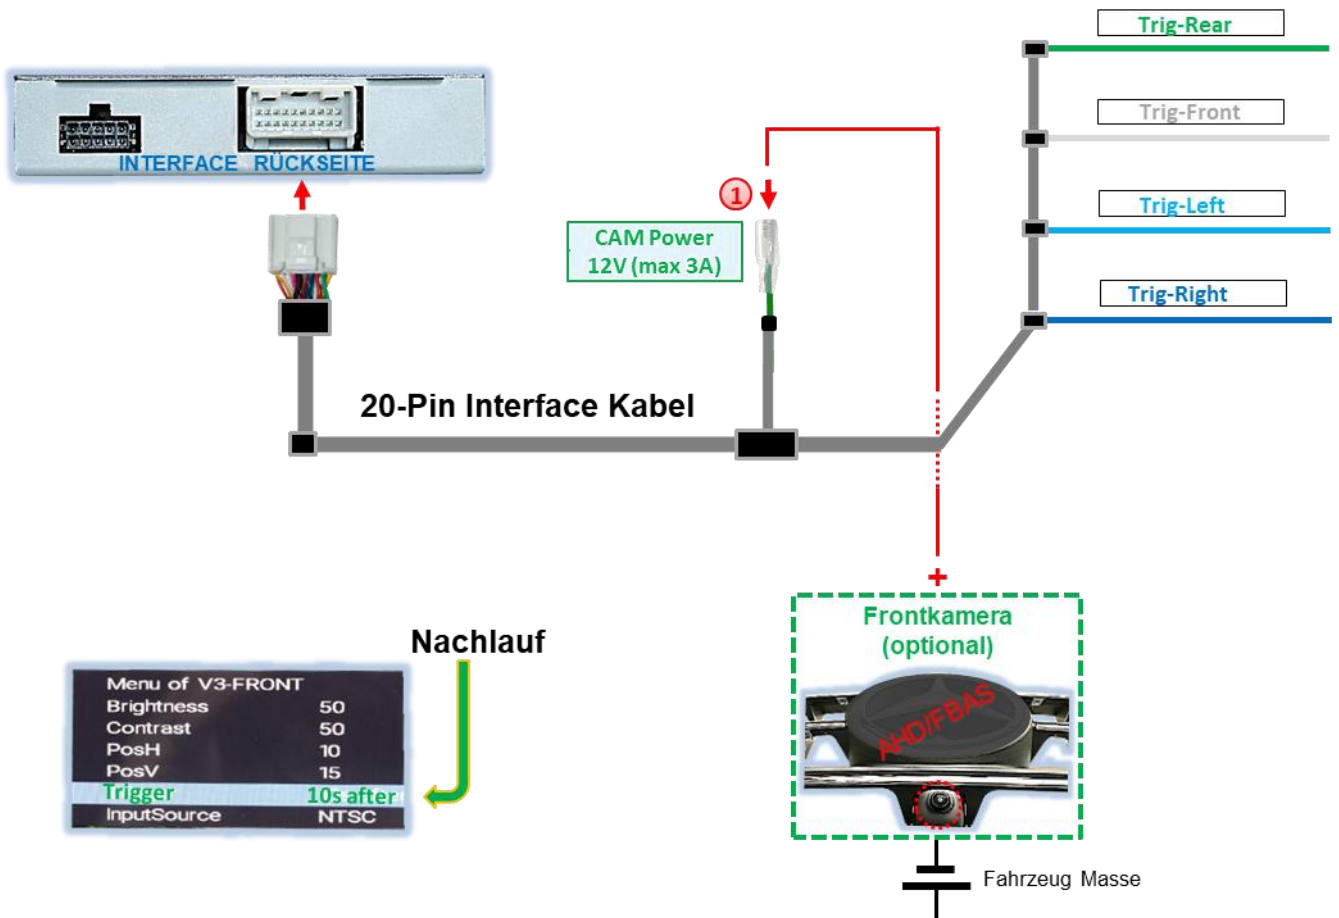 Trig-Rear
Trig-Front
INTERFACE RÜCKSEITE
1
Trig-Left
CAM Power
12V (max 3A)
Trig-Right
20-Pin Interface Kabel
+
Frontkamera
(optional)
AHD/FBAS
Nachlauf
Menu of V3-FRONT
Brightness 50
Contrast 50
PosH 10
PosV 15
Trigger 10s after
InputSource NTSC
Fahrzeug Masse